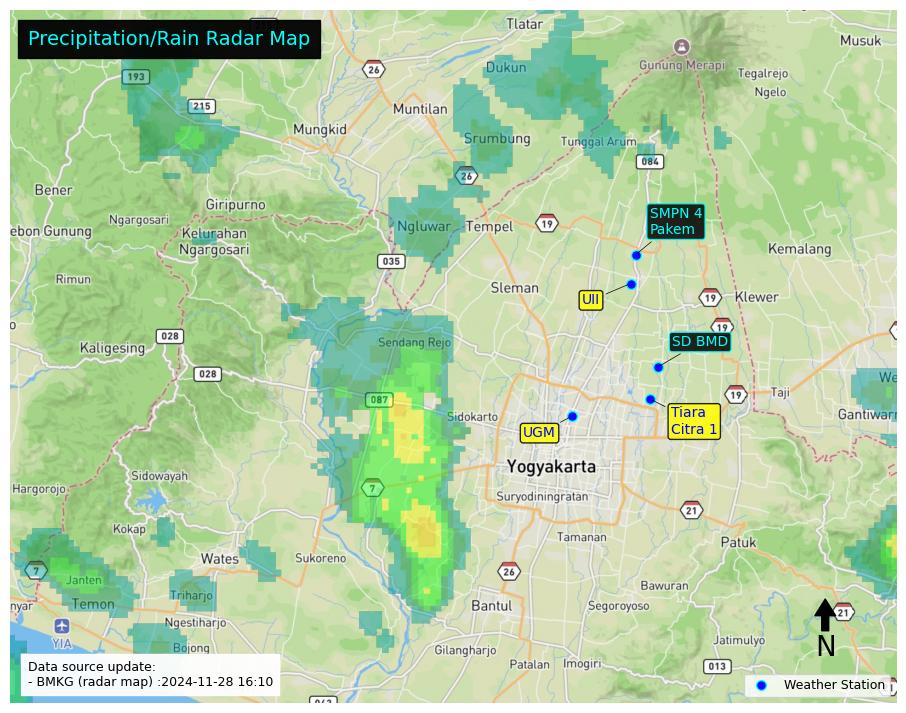 Precipitation/Rain Radar Map
Tlatar
Musuk
26
Dukun
Gunung Merapi
193
Tegalrejo
Ngelo
215
Muntilan
Mungkid
Srumbung
Tunggal Arum
084
26
Bener
Giripurno
Ngargosari
SMPN 4
Pakem
ebon Gunung
Kelurahan
Ngargosari
Ngluwar
Tempel
19
Kemalang
035
Rimun
Sleman
UII
19
Klewer
19
028
Kaligesing
Sendang Rejo
SD BMD
028
We
087
19
Taji
Sidokarto
Tiara
Citra 1
Gantiwar
UGM
Yogyakarta
Sidowayah
Hargorojo
7
Suryodiningratan
21
Kokap
Tamanan
Patuk
Wates
Sukoreno
7
Janten
26
Bawuran
Triharjo
Temon
nyar
Bantul
Segoroyoso
21
Ngestiharjo
YIA
Jatimulyo
N
Bojong
Gilangharjo
Patalan
Imogiri
013
Data source update:
- BMKG (radar map) :2024-11-28 16:10
Weather Station